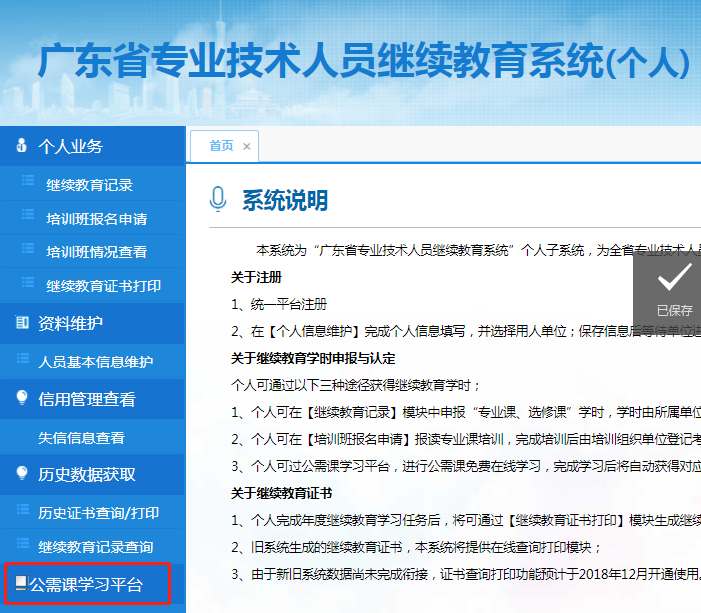 广东省专业技术人员继续教育系统(个人)
个人业务
继续教育记录
培训班报名申请
培训班情况查看
继续教育证书打印
资料维护
人员基本信息维护
信用管理查看
失信信息查看
历史数据获取
历史证书查询/打印
继续教育记录查询
公需课学习平台
首页 ×
系统说明
本系统为“广东省专业技术人员继续教育系统”个人子系统，为全省专业技术人员
关于注册
1、统一平台注册
2、在【个人信息维护】完成个人信息填写，并选择用人单位；保存信息后等待单位
关于继续教育学时申报与认定
个人可通过以下三种途径获得继续教育学时；
1、个人可在【继续教育记录】模块中申报“专业课、选修课”学时，学时由所属单位
2、个人可在【培训班报名申请】报读专业课培训，完成培训后由培训组织单位登记考
3、个人可过公需课学习平台，进行公需课免费在线学习，完成学习后将自动获得对应
关于继续教育证书
1、个人完成年度继续教育学习任务后，将可通过【继续教育证书打印】模块生成继续
2、旧系统生成的继续教育证书，本系统将提供在线查询打印模块；
3、由于新旧系统数据尚未完成衔接，证书查询打印功能预计于2018年12月开通使用。
已保存